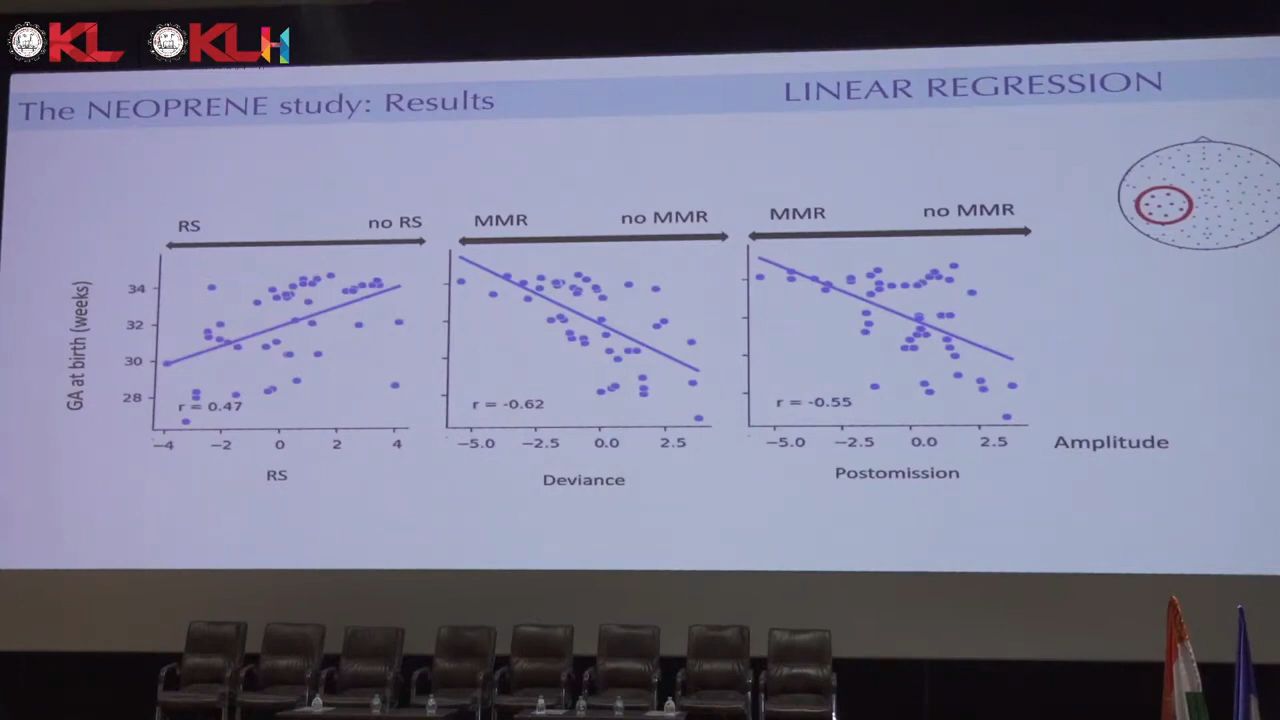 KL KLH
The NEOPRENE study: Results
LINEAR REGRESSION
RS no RS
MMR no MMR
MMR no MMR
GA at birth (weeks)
34
32
30
28
r = 0.47
r = -0.62
r = -0.55
−4 −2 0 2 4
−5.0 −2.5 0.0 2.5
−5.0 −2.5 0.0 2.5
Amplitude
RS
Deviance
Postomission